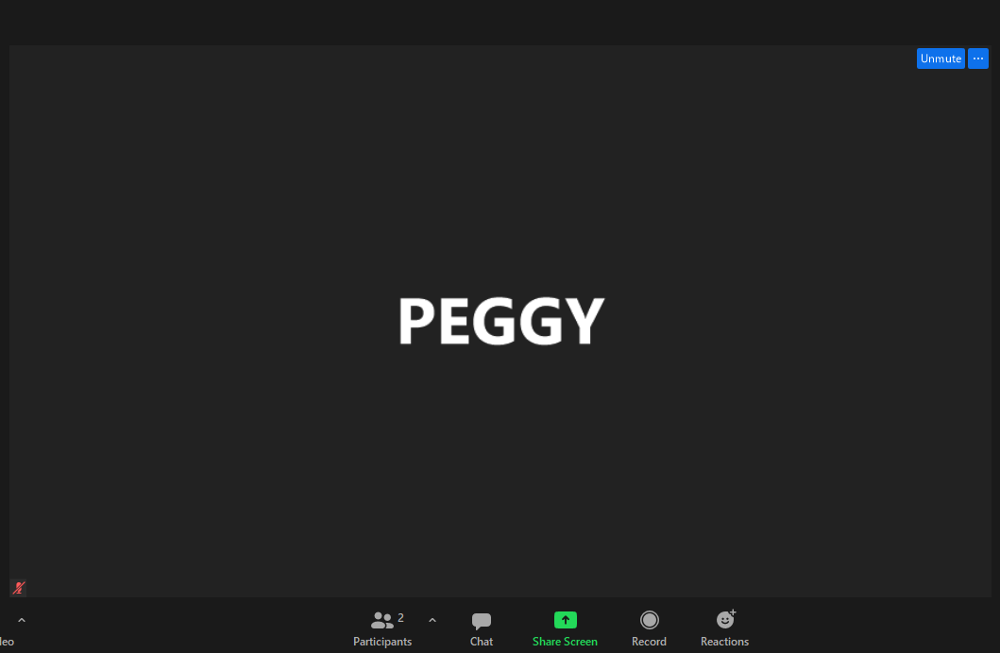 Unmute ...
PEGGY
2
Participants Chat Share Screen Record Reactions